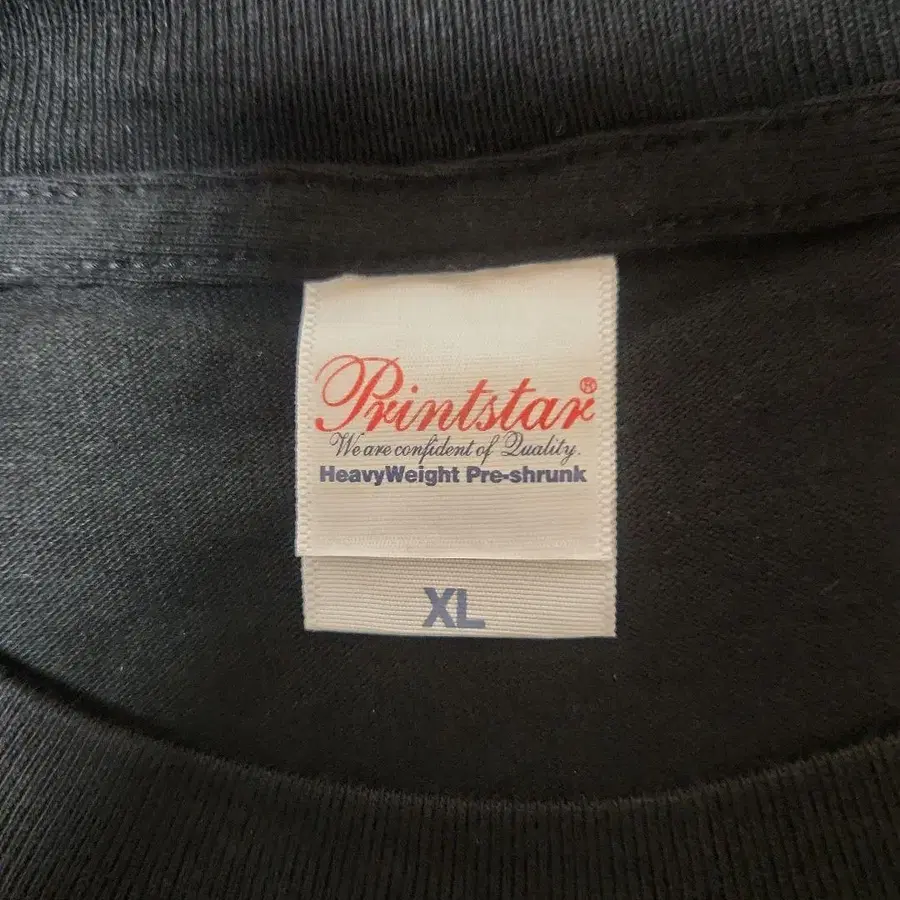 Printstar®
We are confident of Quality.
HeavyWeight Pre-shrunk
XL